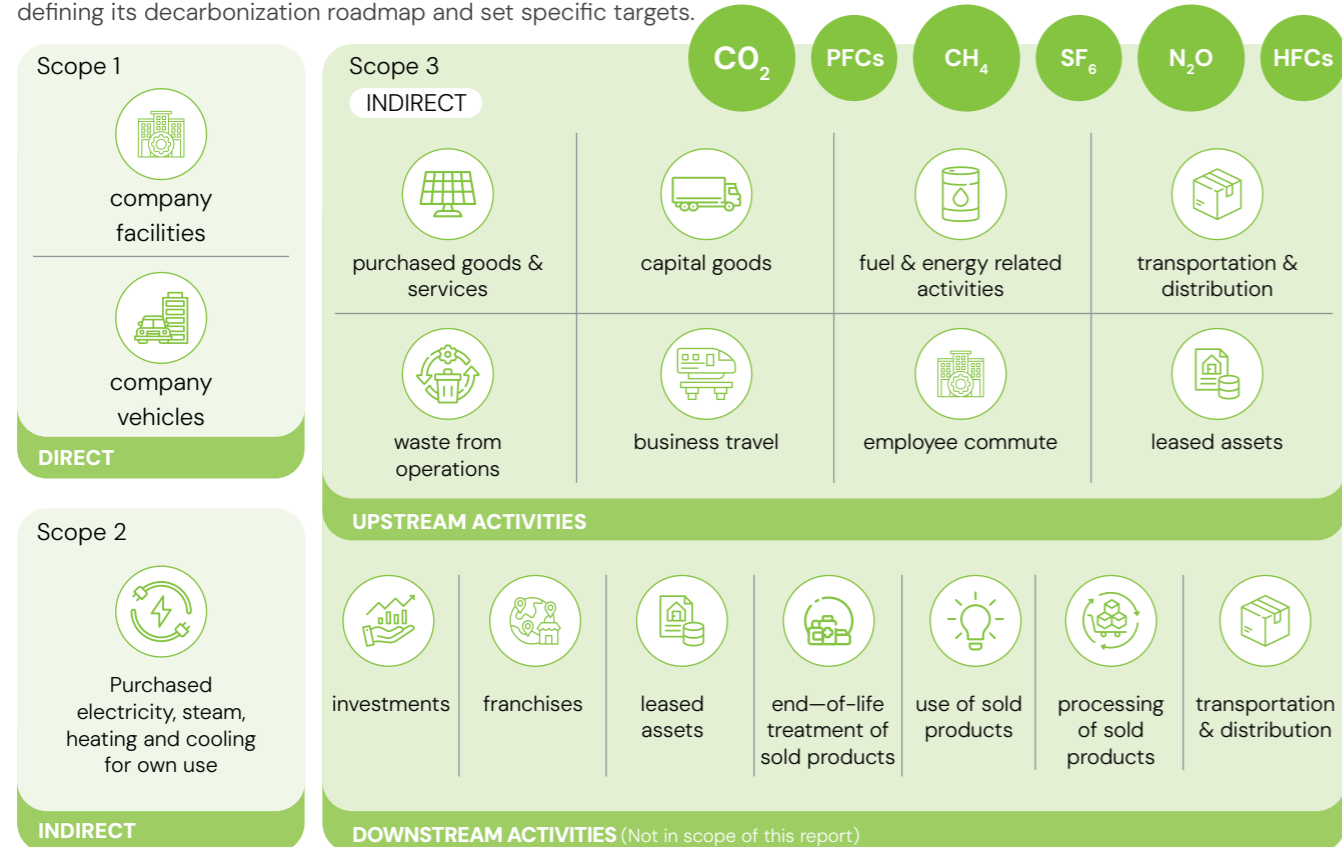 defining its decarbonization roadmap and set specific targets.
CO₂
PFCs
CH₄
SF₆
N₂O
HFCs
Scope 1
company
facilities
company
vehicles
DIRECT
Scope 2
Purchased
electricity, steam,
heating and cooling
for own use
INDIRECT
Scope 3
INDIRECT
purchased goods &
services
capital goods
fuel & energy related
activities
transportation &
distribution
waste from
operations
business travel
employee commute
leased assets
UPSTREAM ACTIVITIES
investments
franchises
leased
assets
end—of-life
treatment of
sold products
use of sold
products
processing
of sold
products
transportation
& distribution
DOWNSTREAM ACTIVITIES (Not in scope of this report)